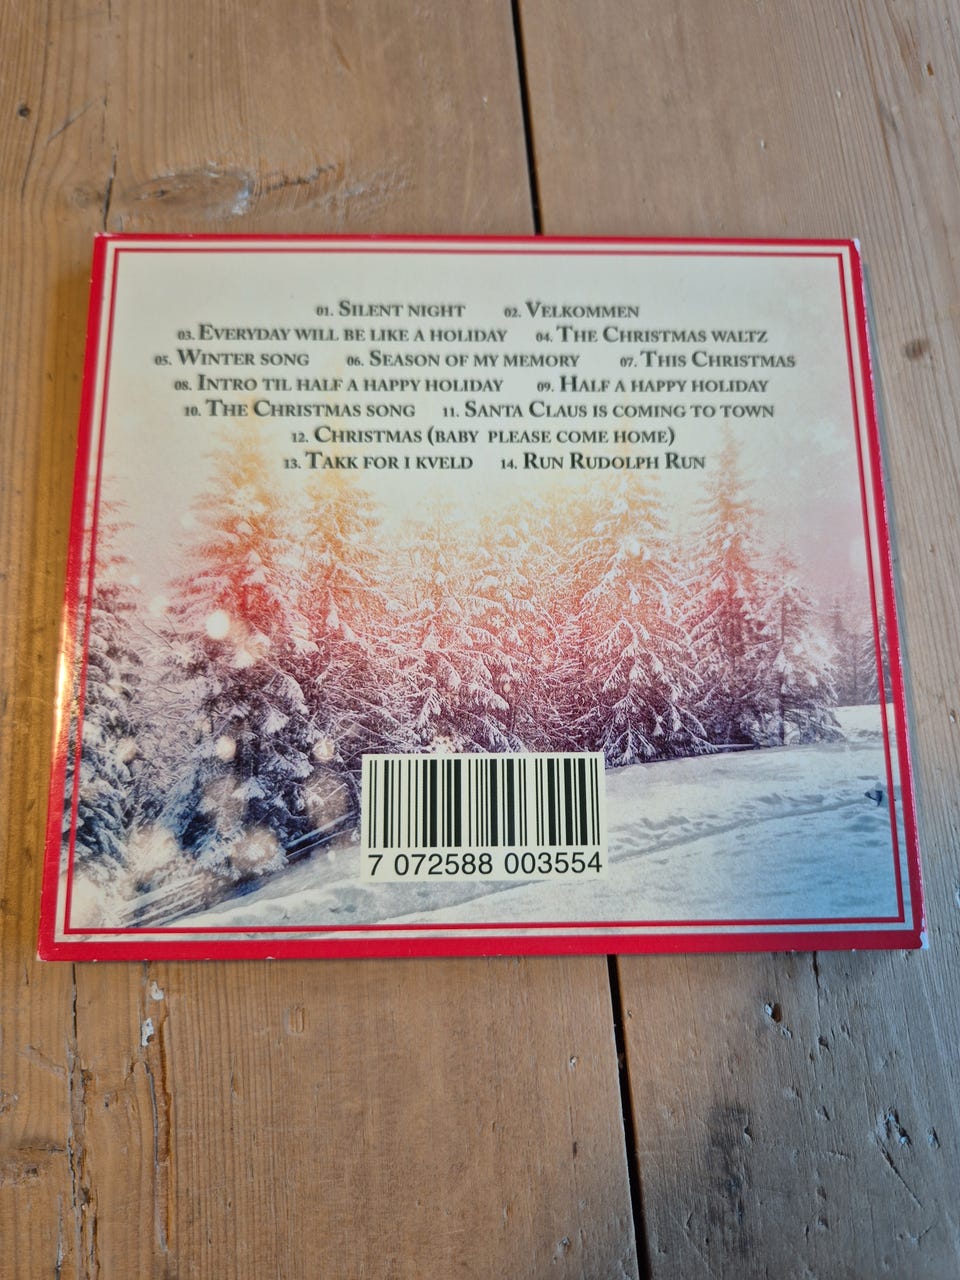 01. Silent night 02. Velkommen
03. Everyday will be like a holiday 04. The Christmas waltz
05. Winter song 06. Season of my memory 07. This Christmas
08. Intro til half a happy holiday 09. Half a happy holiday
10. The Christmas song 11. Santa Claus is coming to town
12. Christmas (baby please come home)
13. Takk for i kveld 14. Run Rudolph Run
7 072588 003554